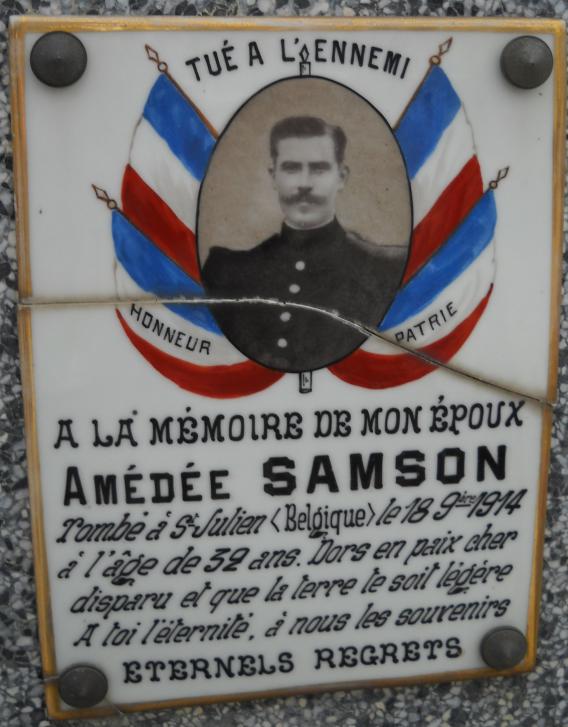 TUÉ A L'ENNEMI
HONNEUR
PATRIE
A LA MÉMOIRE DE MON ÉPOUX
AMÉDÉE SAMSON
Tombé à St Julien <Belgique> le 18 9bre 1914
à l'âge de 32 ans. Dors en paix cher
disparu et que la terre te soit légère
A toi l'éternité, à nous les souvenirs
ETERNELS REGRETS